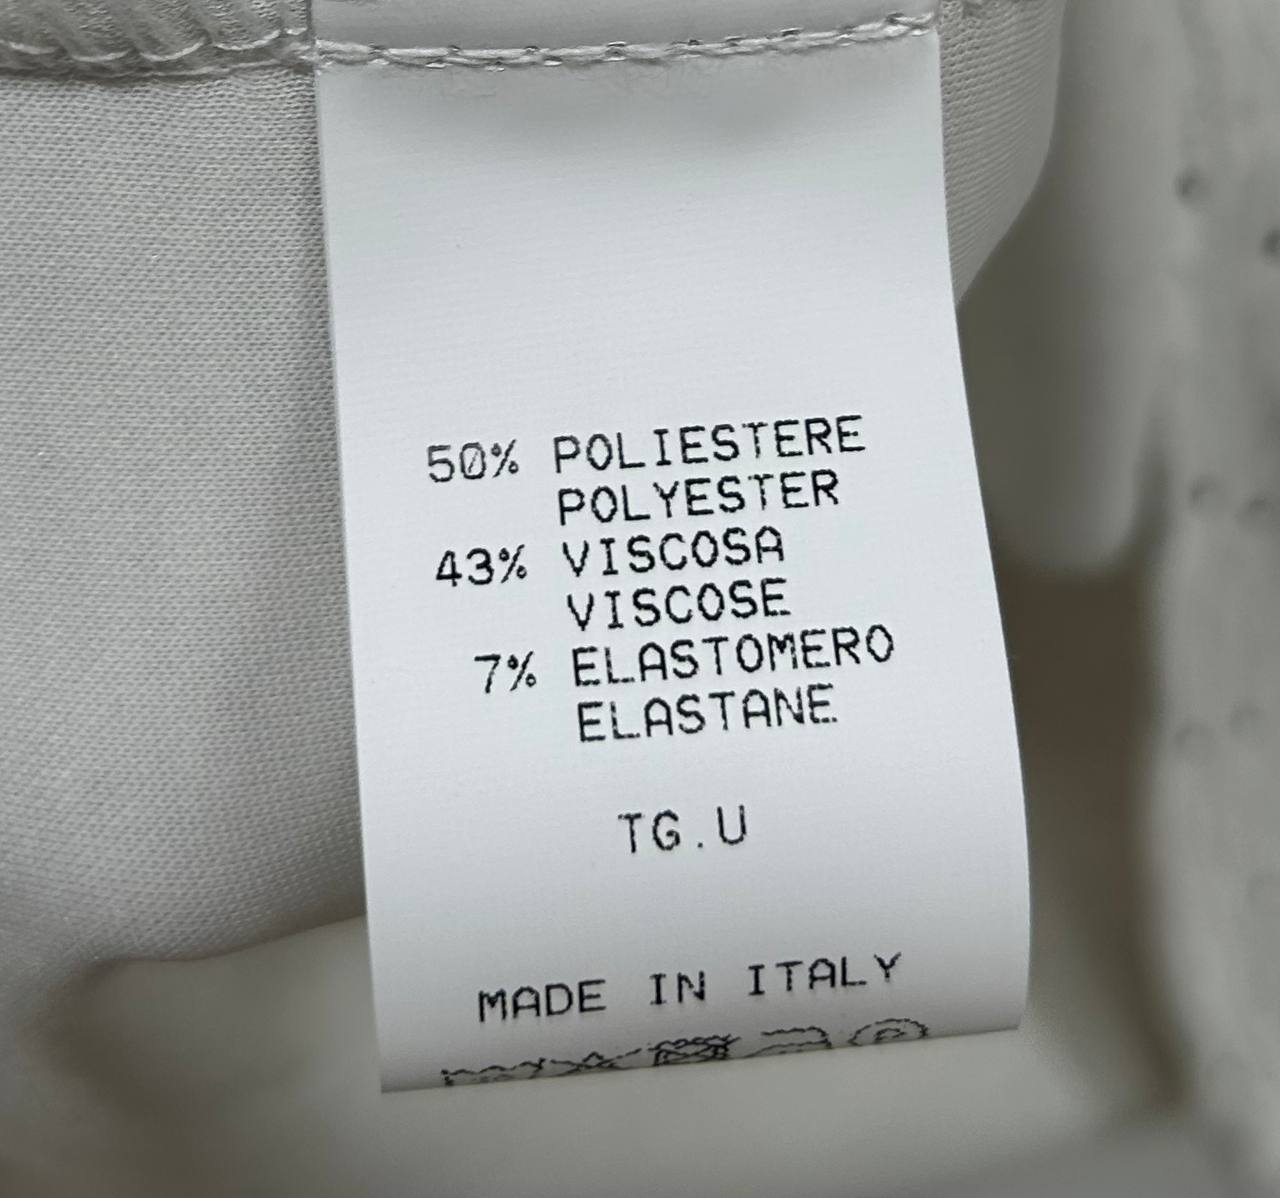 50% POLIESTERE
POLYESTER
43% VISCOSA
VISCOSE
7% ELASTOMERO
ELASTANE
TG.U
MADE IN ITALY